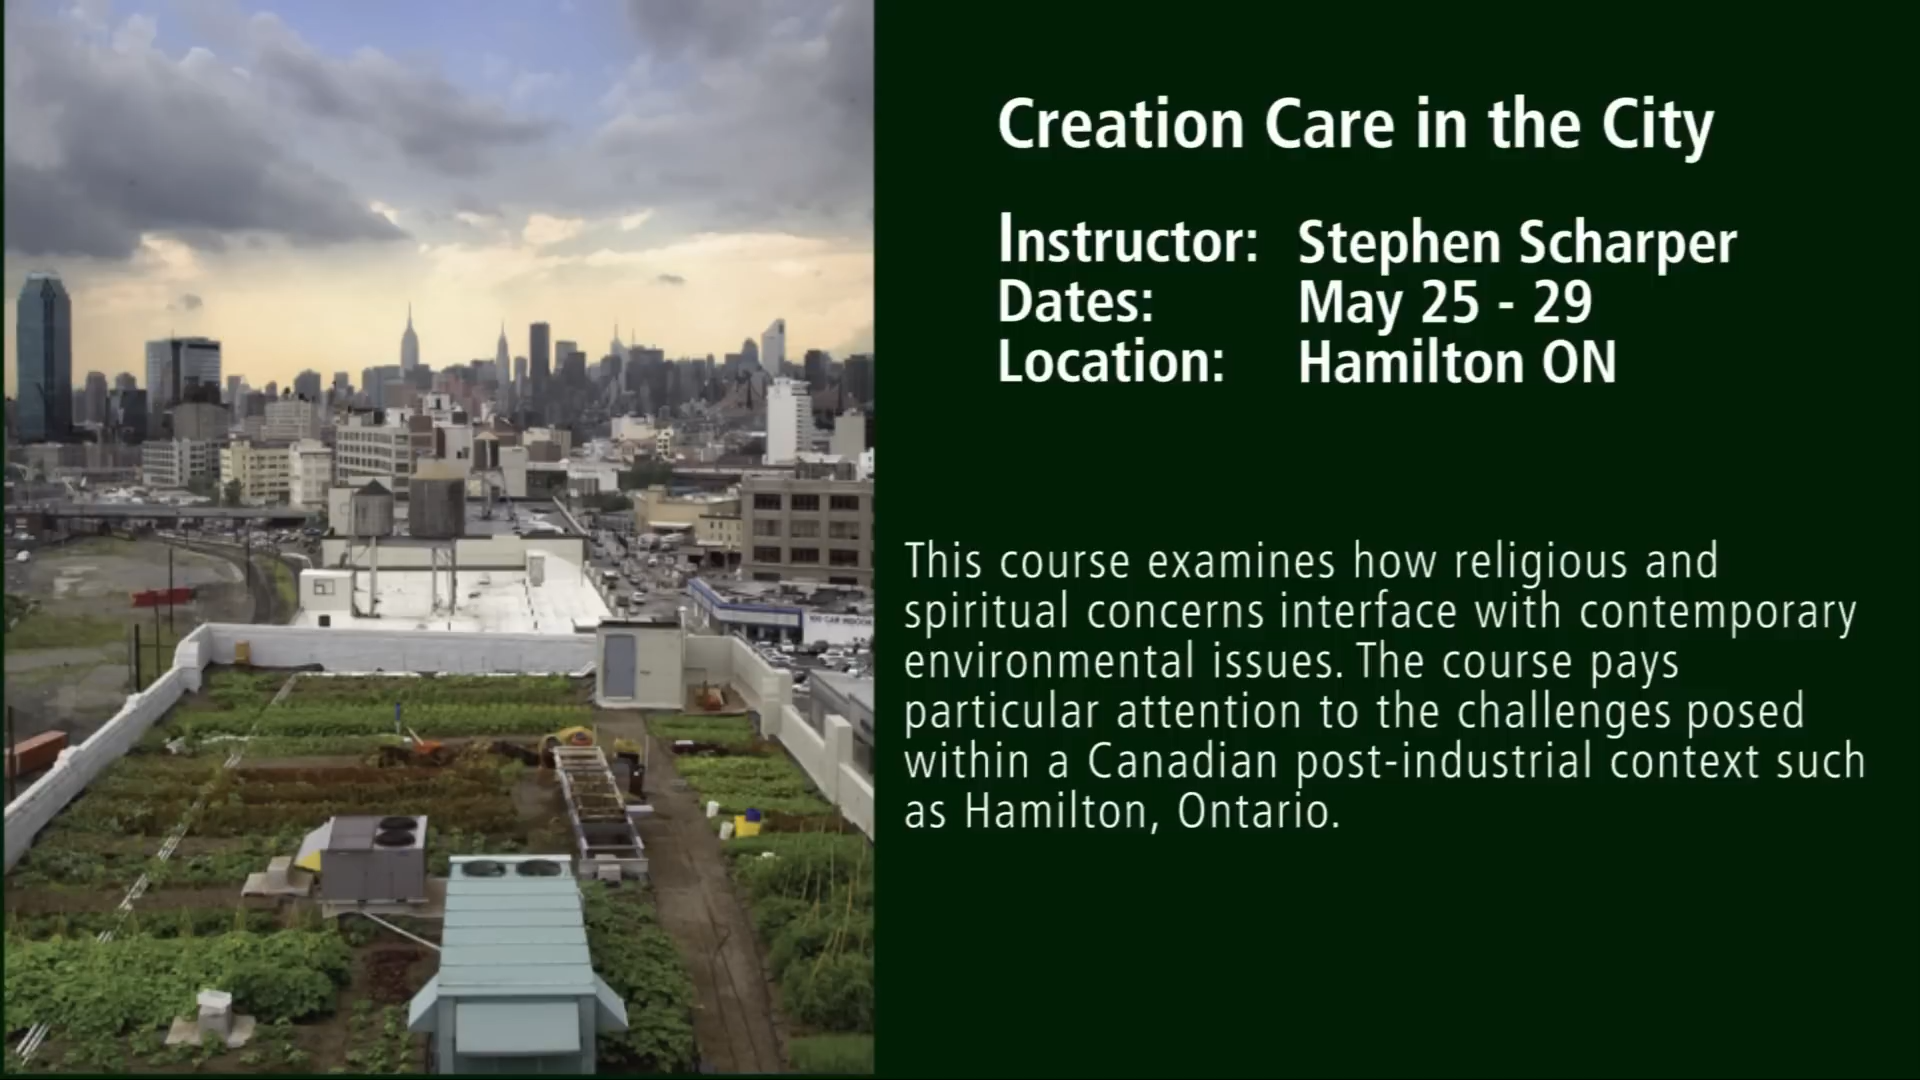 Creation Care in the City
Instructor: Stephen Scharper
Dates: May 25 - 29
Location: Hamilton ON
This course examines how religious and
spiritual concerns interface with contemporary
environmental issues. The course pays
particular attention to the challenges posed
within a Canadian post-industrial context such
as Hamilton, Ontario.